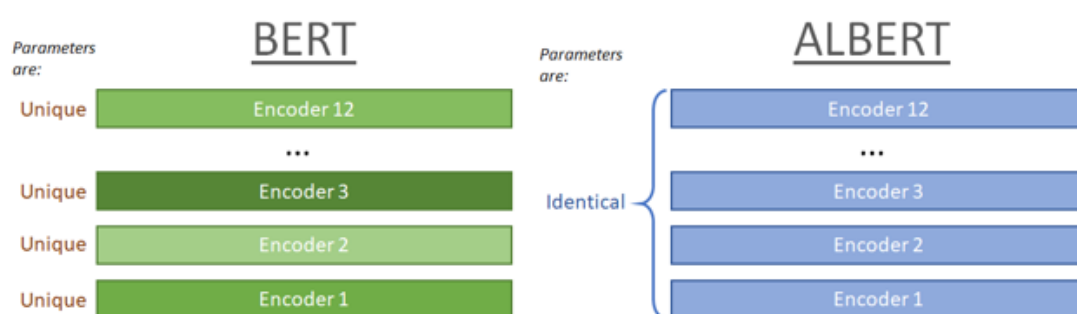 BERT
Parameters
are:
Unique Encoder 12
...
Unique Encoder 3
Unique Encoder 2
Unique Encoder 1
ALBERT
Parameters
are:
Encoder 12
...
Encoder 3
Identical
Encoder 2
Encoder 1